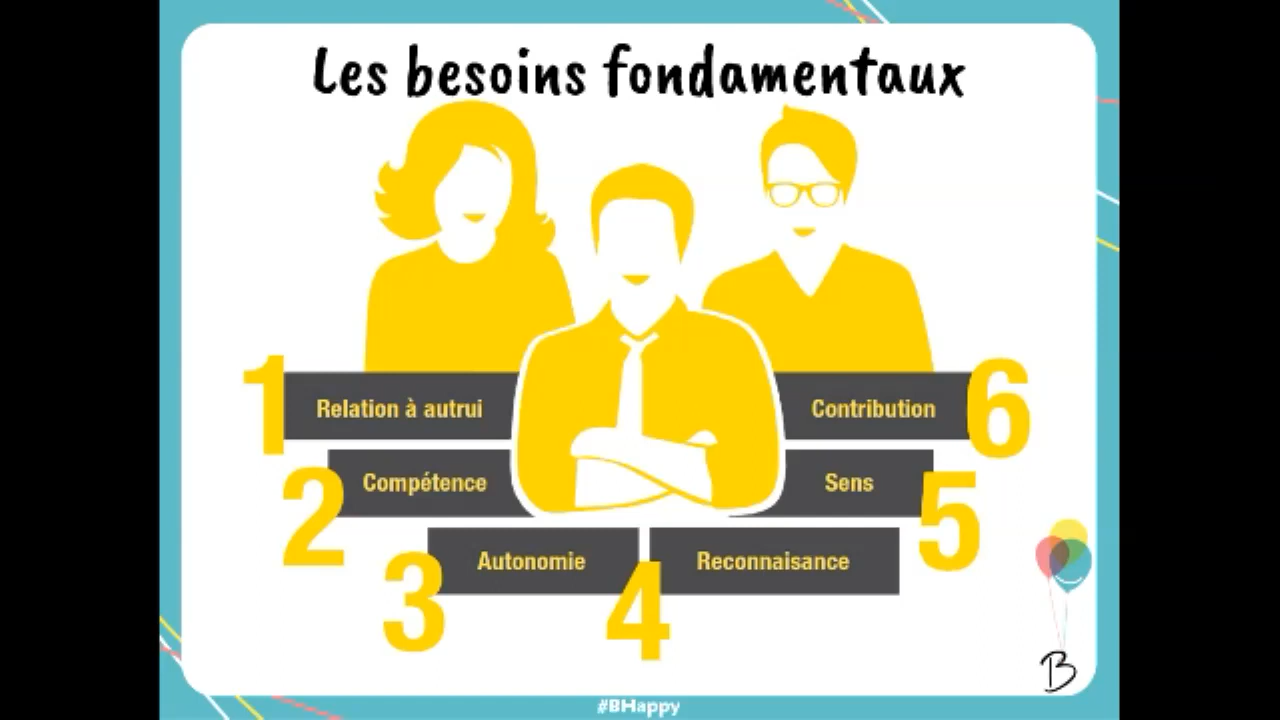 Les besoins fondamentaux
1 Relation à autrui
2 Compétence
3 Autonomie
4 Reconnaisance
5 Sens
6 Contribution
B
#BHappy